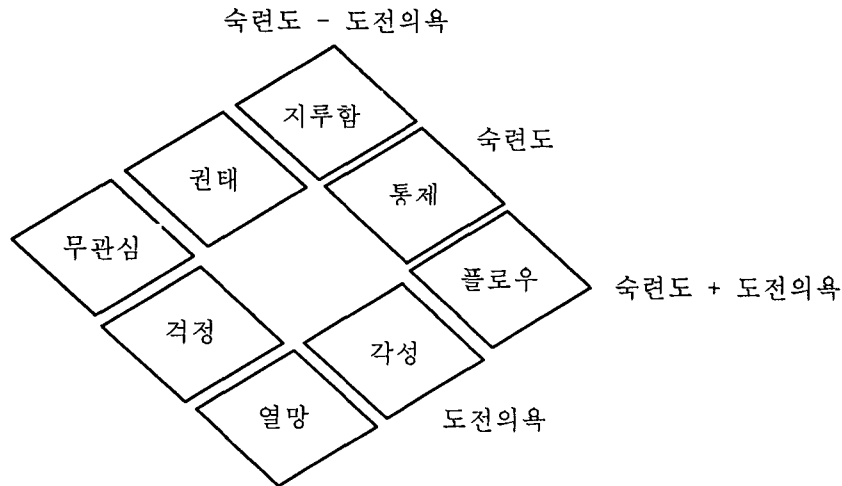 숙련도 - 도전의욕
지루함
숙련도
권태
통제
무관심
플로우
숙련도 + 도전의욕
걱정
각성
열망
도전의욕